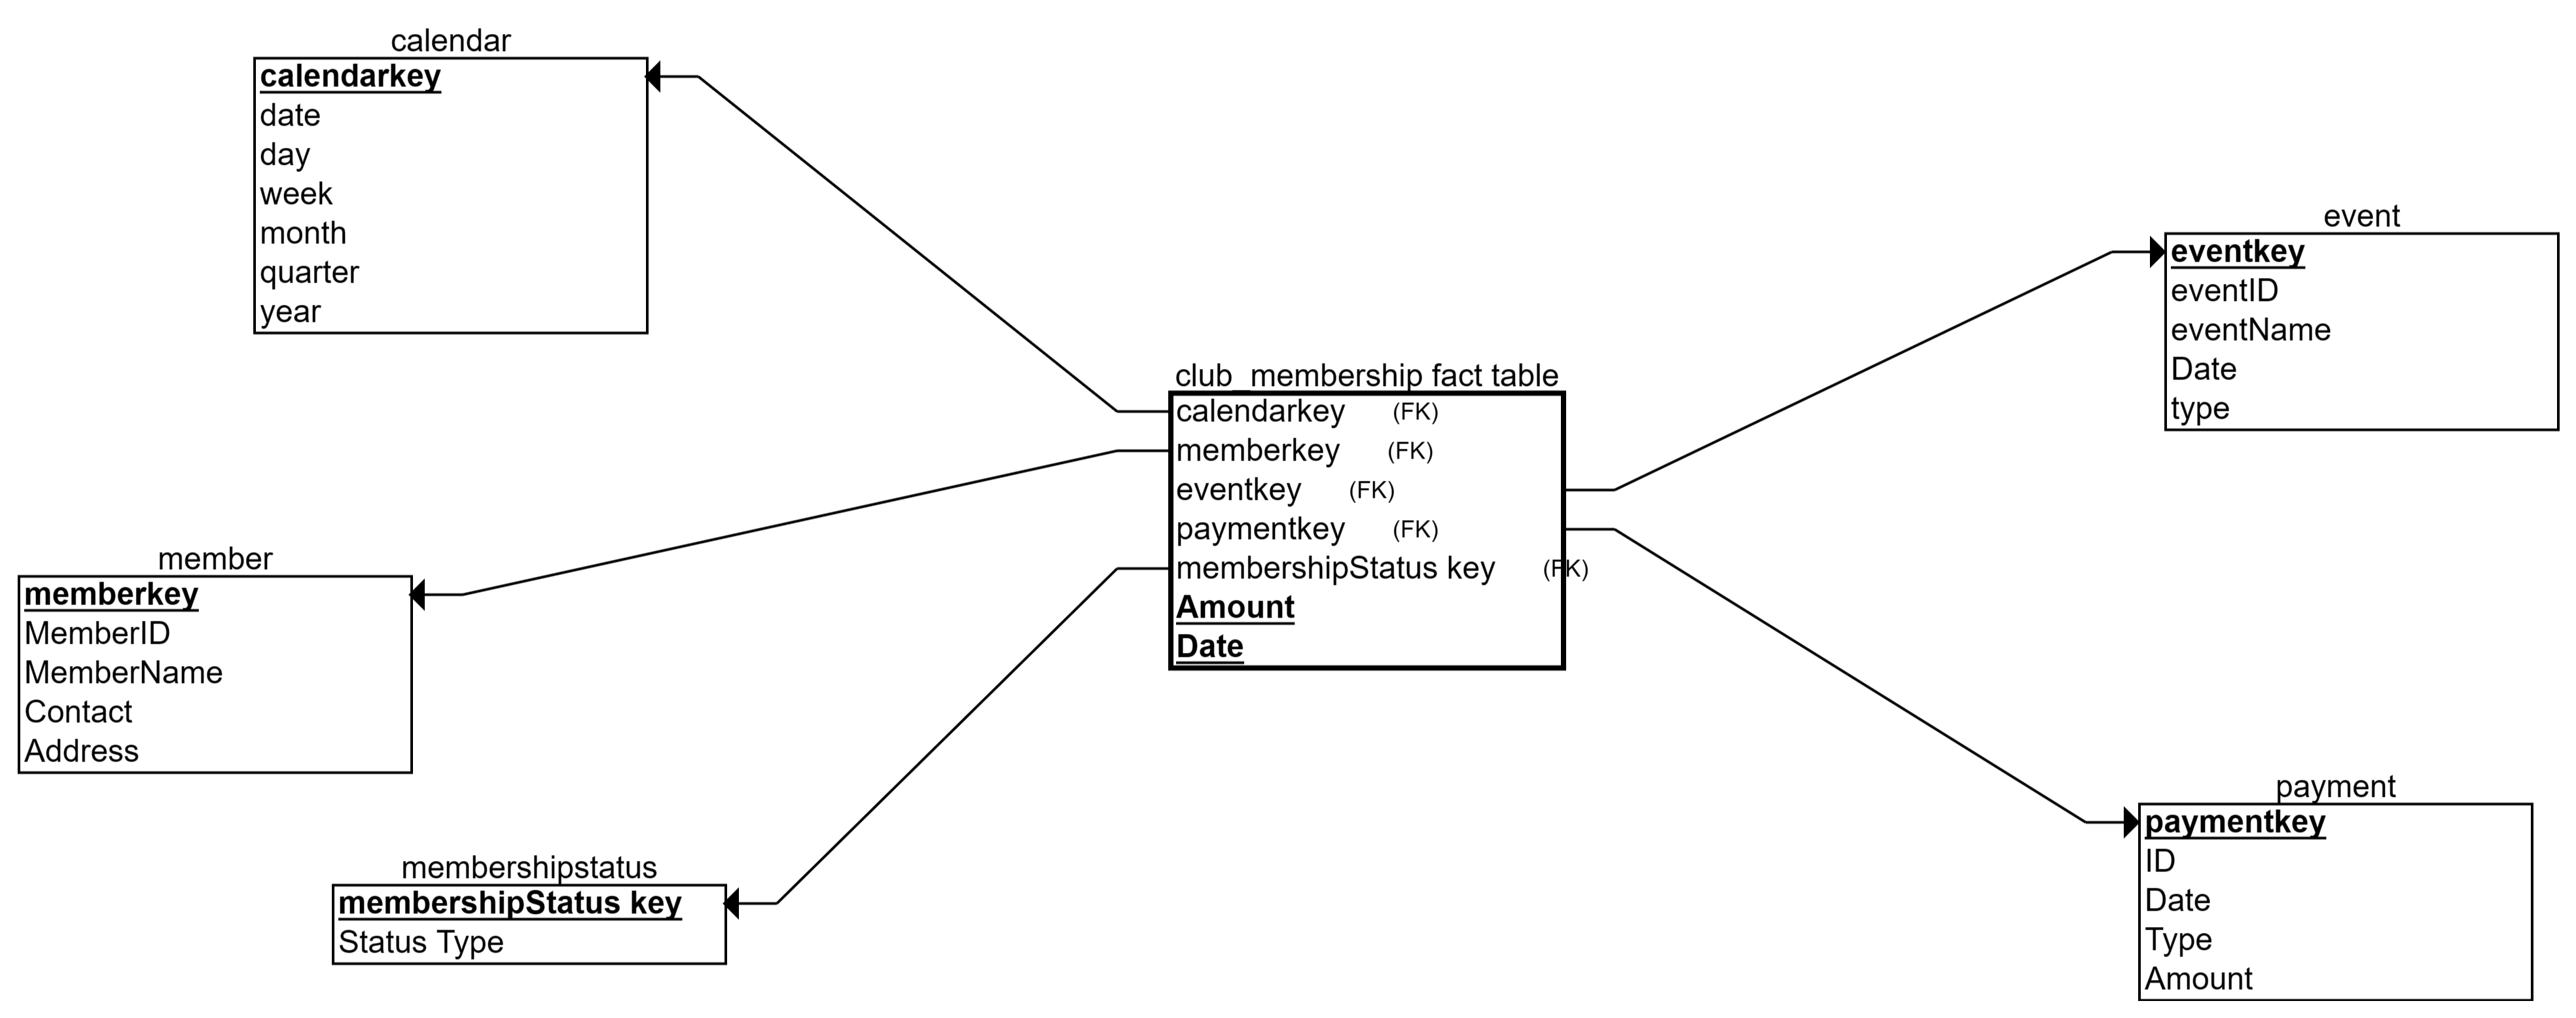 calendar
calendarkey
date
day
week
month
quarter
year
event
eventkey
eventID
eventName
Date
type
club_membership fact table
calendarkey (FK)
memberkey (FK)
eventkey (FK)
paymentkey (FK)
membershipStatus key (FK)
Amount
Date
member
memberkey
MemberID
MemberName
Contact
Address
membershipstatus
membershipStatus key
Status Type
payment
paymentkey
ID
Date
Type
Amount